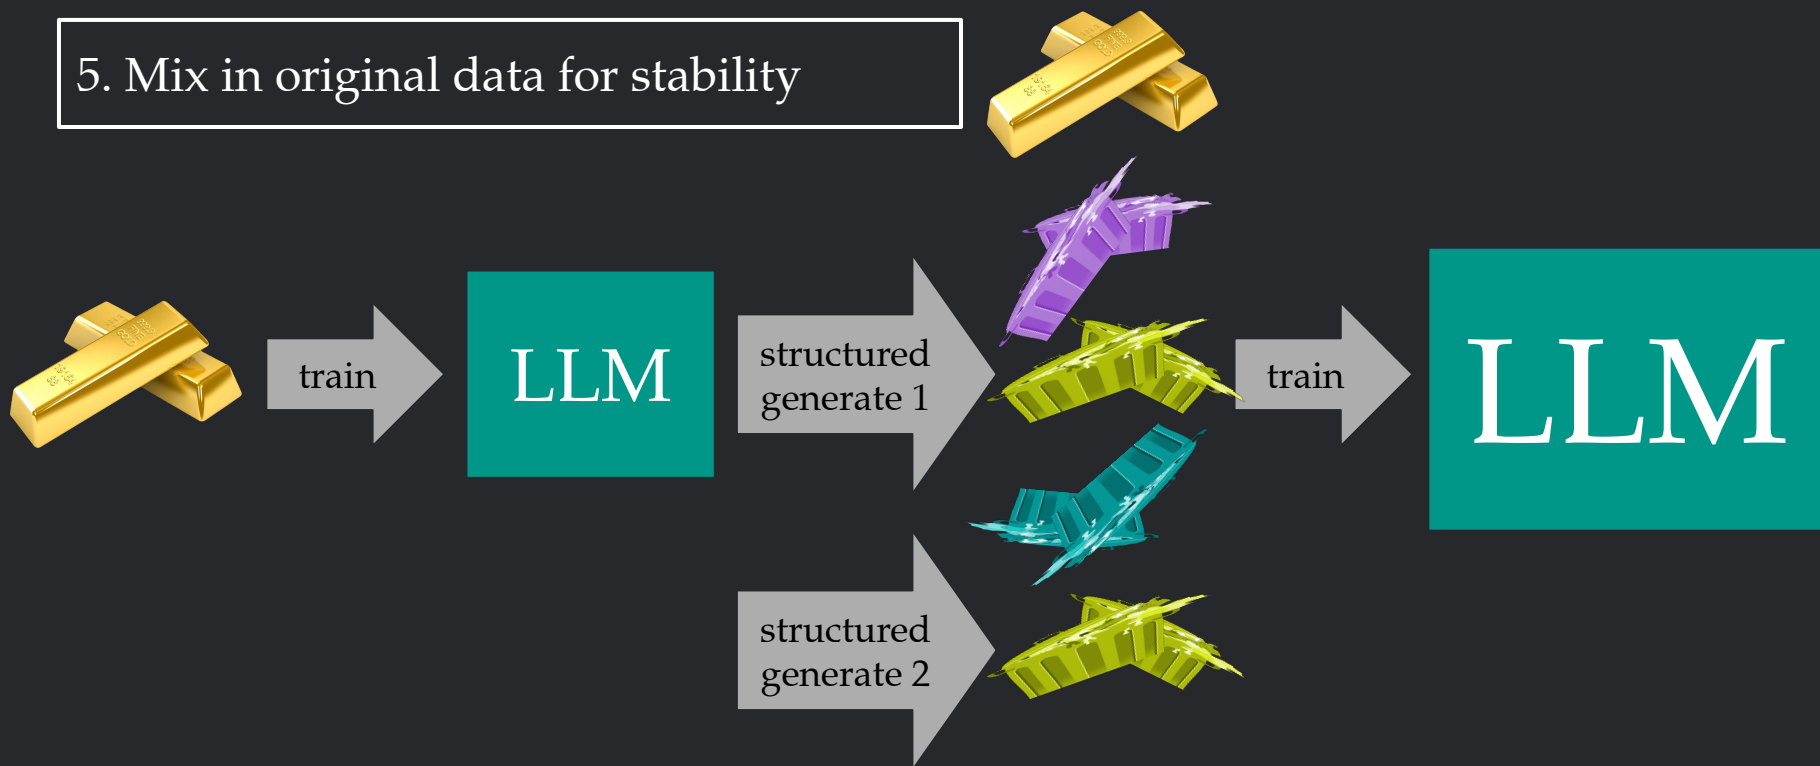 5. Mix in original data for stability
train
LLM
structured
generate 1
train
LLM
structured
generate 2